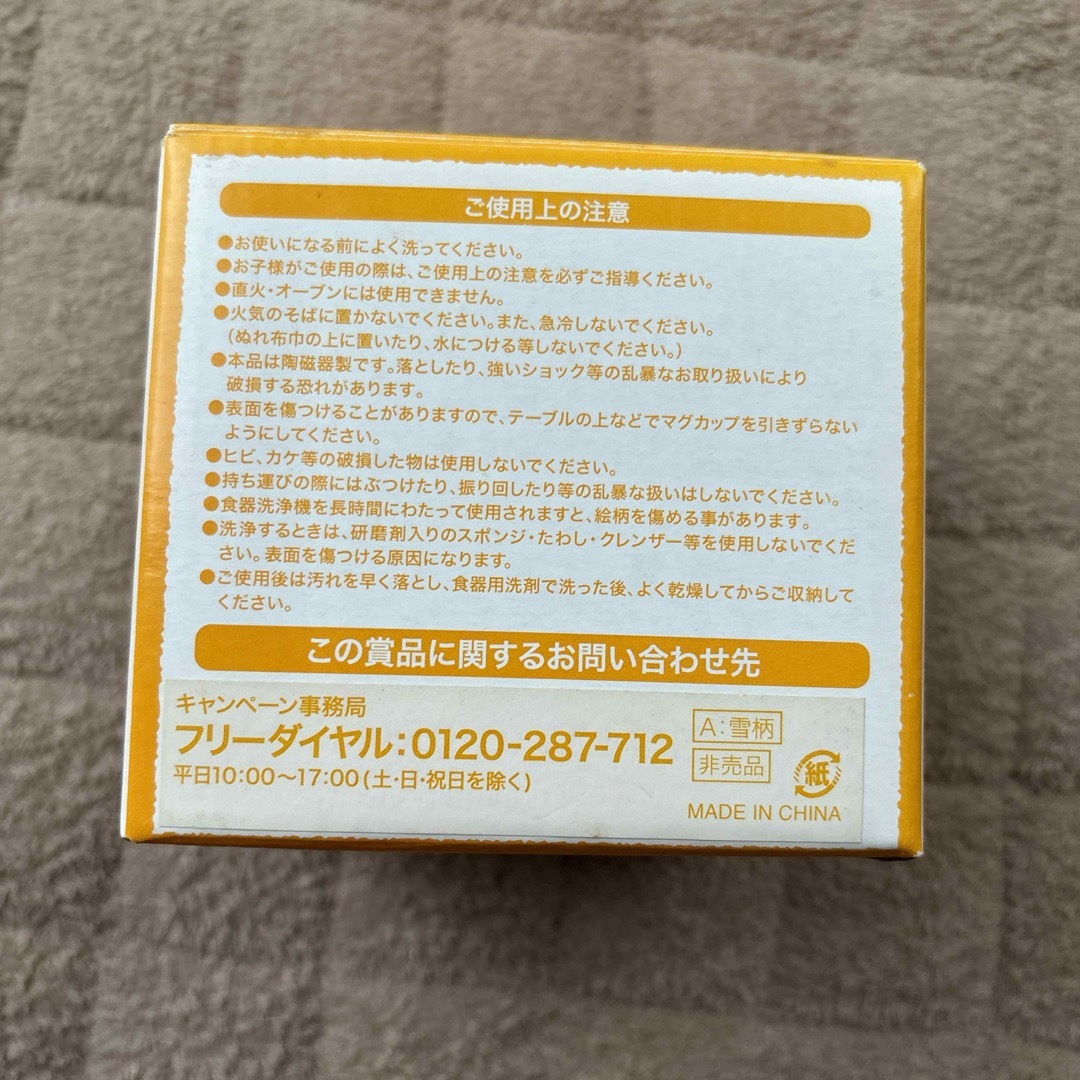 ご使用上の注意
●お使いになる前によく洗ってください。
●お子様がご使用の際は、ご使用上の注意を必ずご指導ください。
●直火・オーブンには使用できません。
●火気のそばに置かないでください。また、急冷しないでください。
(ぬれ布巾の上に置いたり、水につける等しないでください。)
●本品は陶磁器製です。落としたり、強いショック等の乱暴なお取り扱いにより
破損する恐れがあります。
●表面を傷つけることがありますので、テーブルの上などでマグカップを引きずらない
ようにしてください。
●ヒビ、カケ等の破損した物は使用しないでください。
●持ち運びの際にはぶつけたり、振り回したり等の乱暴な扱いはしないでください。
●食器洗浄機を長時間にわたって使用されますと、絵柄を傷める事があります。
●洗浄するときは、研磨剤入りのスポンジ・たわし・クレンザー等を使用しないでくだ
さい。表面を傷つける原因になります。
●ご使用後は汚れを早く落とし、食器用洗剤で洗った後、よく乾燥してからご収納して
ください。
この賞品に関するお問い合わせ先
キャンペーン事務局
フリーダイヤル:0120-287-712
平日10:00〜17:00(土・日・祝日を除く)
A:雪柄
非売品
紙
MADE IN CHINA